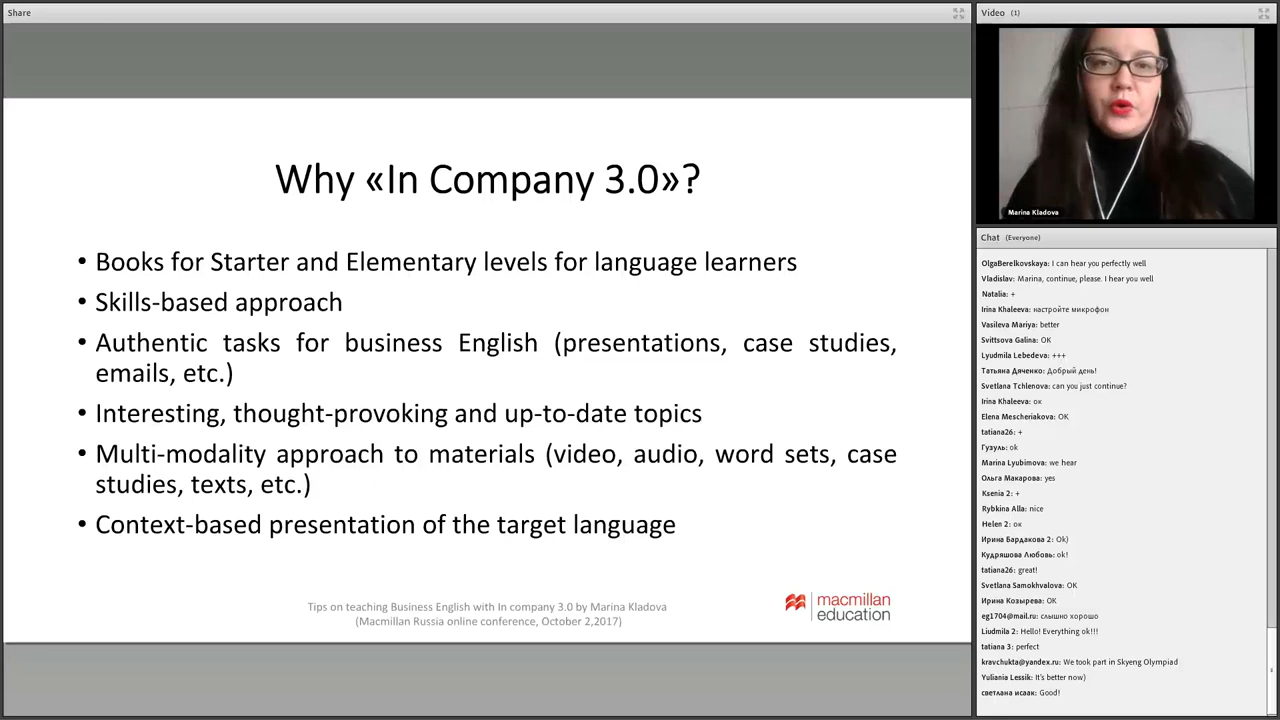 Share
Why «In Company 3.0»?
• Books for Starter and Elementary levels for language learners
• Skills-based approach
• Authentic tasks for business English (presentations, case studies,
emails, etc.)
• Interesting, thought-provoking and up-to-date topics
• Multi-modality approach to materials (video, audio, word sets, case
studies, texts, etc.)
• Context-based presentation of the target language
Tips on teaching Business English with In company 3.0 by Marina Kladova
(Macmillan Russia online conference, October 2,2017)
macmillan
education
Video (1)
Marina Kladova
Chat (Everyone)
OlgaBerelkovskaya: I can hear you perfectly well
Vladislav: Marina, continue, please. I hear you well
Natalia: +
Irina Khaleeva: настройте микрофон
Vasileva Mariya: better
Svittsova Galina: OK
Lyudmila Lebedeva: +++
Татьяна Дяченко: Добрый день!
Svetlana Tchlenova: can you just continue?
Irina Khaleeva: ок
Elena Mescheriakova: OK
tatiana26: +
Гузуль: ok
Marina Lyubimova: we hear
Ольга Макарова: yes
Ksenia 2: +
Rybkina Alla: nice
Helen 2: ок
Ирина Бардакова 2: Ok)
Кудряшова Любовь: ok!
tatiana26: great!
Svetlana Samokhvalova: OK
Ирина Козырева: OK
eg1704@mail.ru: слышно хорошо
Liudmila 2: Hello! Everything ok!!!
tatiana 3: perfect
kravchukta@yandex.ru: We took part in Skyeng Olympiad
Yuliania Lessik: It's better now)
светлана исаак: Good!